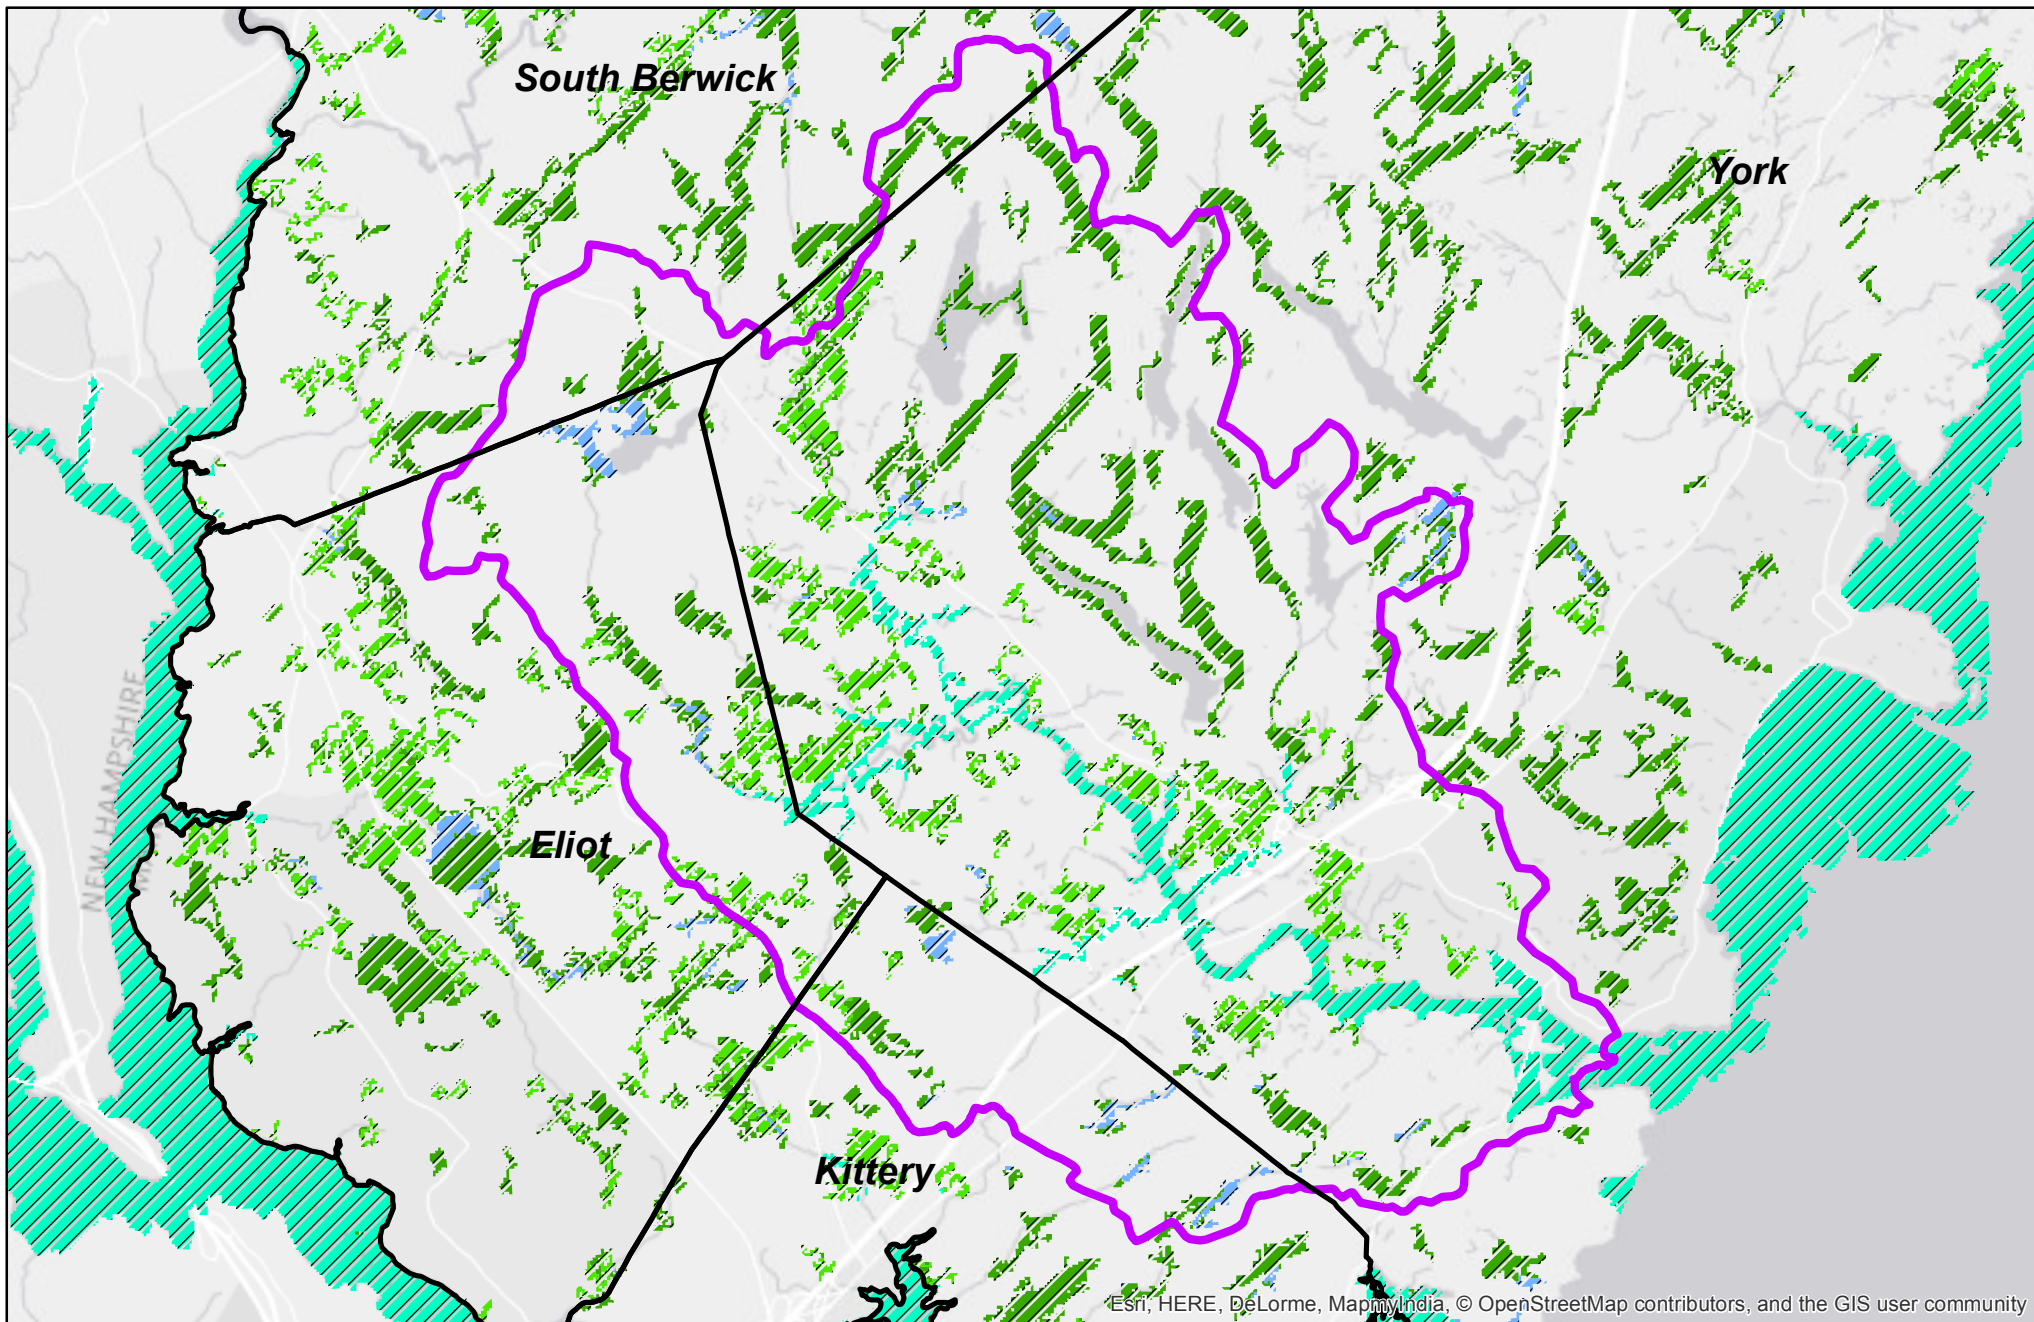 South Berwick
York
NEW HAMPSHIRE
Eliot
Kittery
Esri, HERE, DeLorme, MapmyIndia, © OpenStreetMap contributors, and the GIS user community